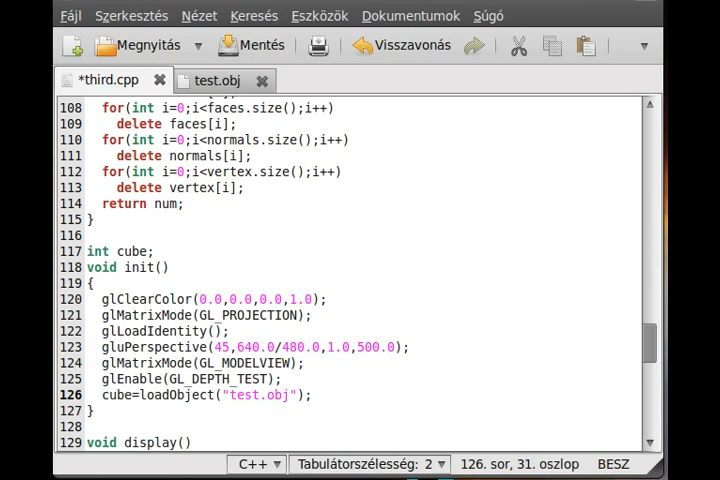 Fájl Szerkesztés Nézet Keresés Eszközök Dokumentumok Súgó
Megnyitás Mentés Visszavonás
*third.cpp test.obj
108 for(int i=0;i<faces.size();i++)
109 delete faces[i];
110 for(int i=0;i<normals.size();i++)
111 delete normals[i];
112 for(int i=0;i<vertex.size();i++)
113 delete vertex[i];
114 return num;
115 }
116
117 int cube;
118 void init()
119 {
120 glClearColor(0.0,0.0,0.0,1.0);
121 glMatrixMode(GL_PROJECTION);
122 glLoadIdentity();
123 gluPerspective(45,640.0/480.0,1.0,500.0);
124 glMatrixMode(GL_MODELVIEW);
125 glEnable(GL_DEPTH_TEST);
126 cube=loadObject("test.obj");
127 }
128
129 void display()
C++ Tabulátorszélesség: 2 126. sor, 31. oszlop BESZ